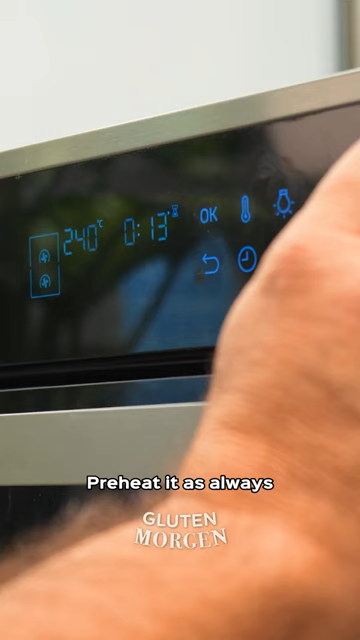 240°C 0:13 OK
Preheat it as always
GLUTEN
MORGEN